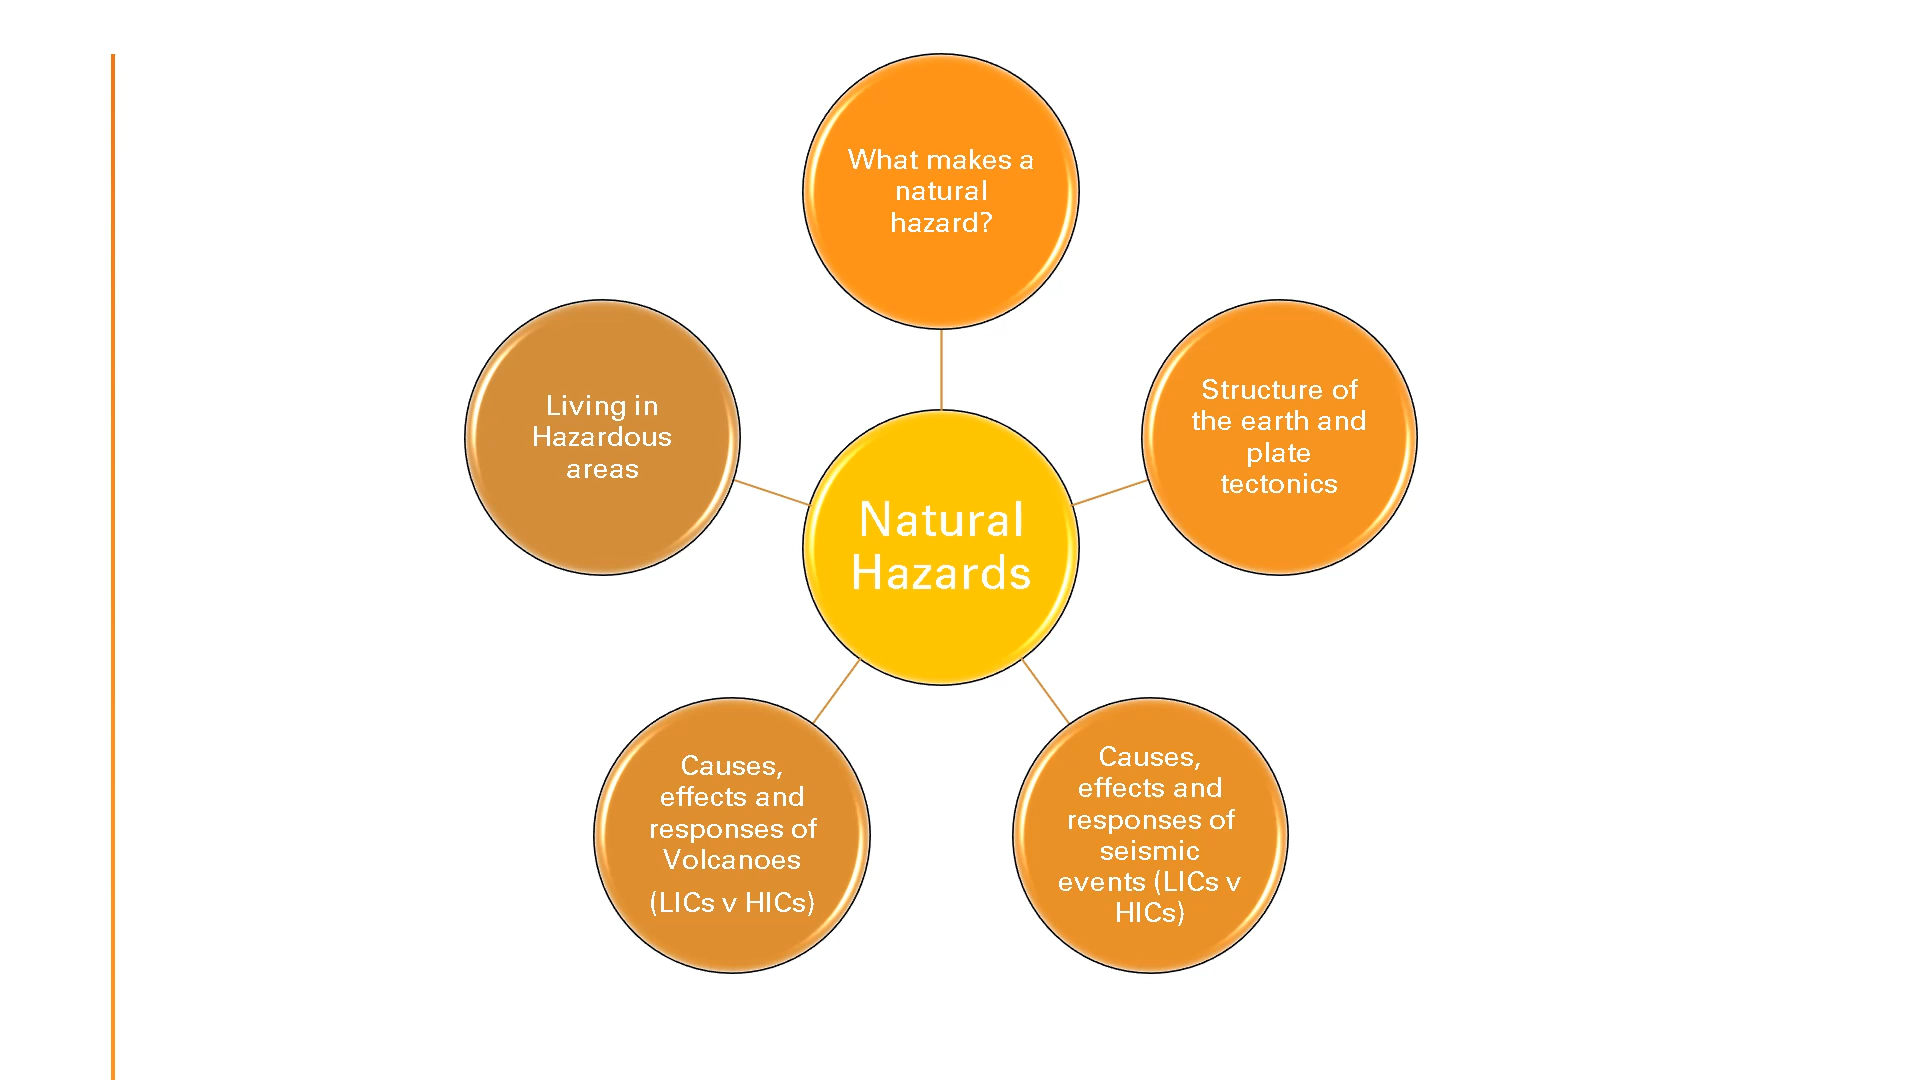 What makes a
natural
hazard?
Structure of
the earth and
plate
tectonics
Living in
Hazardous
areas
Natural
Hazards
Causes,
effects and
responses of
seismic
events (LICs v
HICs)
Causes,
effects and
responses of
Volcanoes
(LICs v HICs)